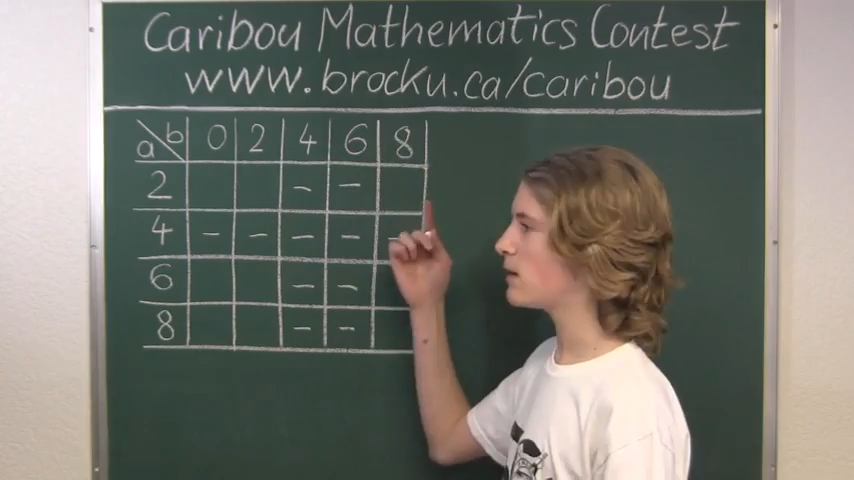 Caribou Mathematics Contest
www.brocku.ca/caribou
a b 0 2 4 6 8
2 - -
4 - - - - -
6 - -
8 - -